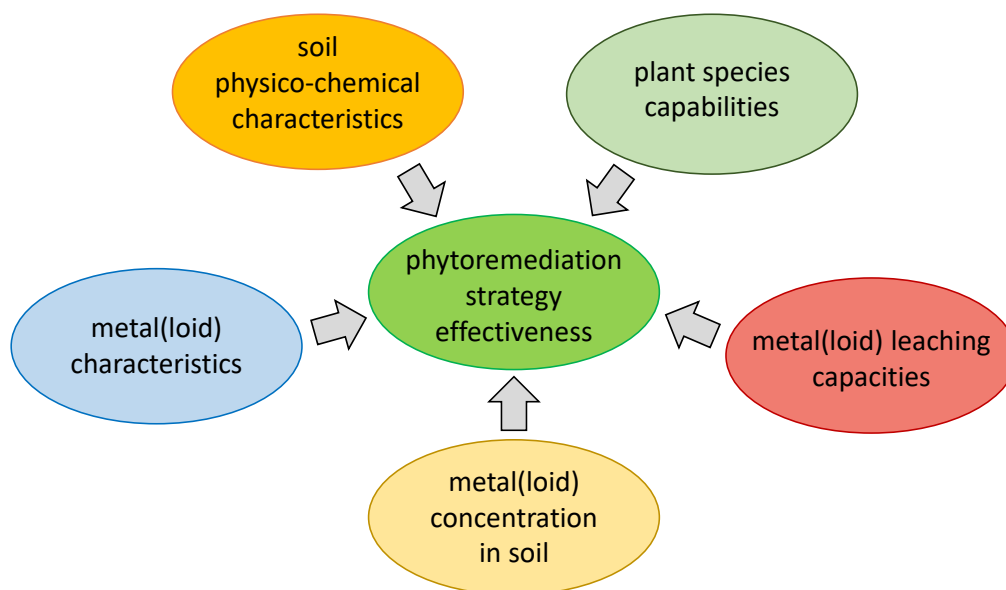 soil
physico-chemical
characteristics
plant species
capabilities
phytoremediation
strategy
effectiveness
metal(loid)
characteristics
metal(loid) leaching
capacities
metal(loid)
concentration
in soil